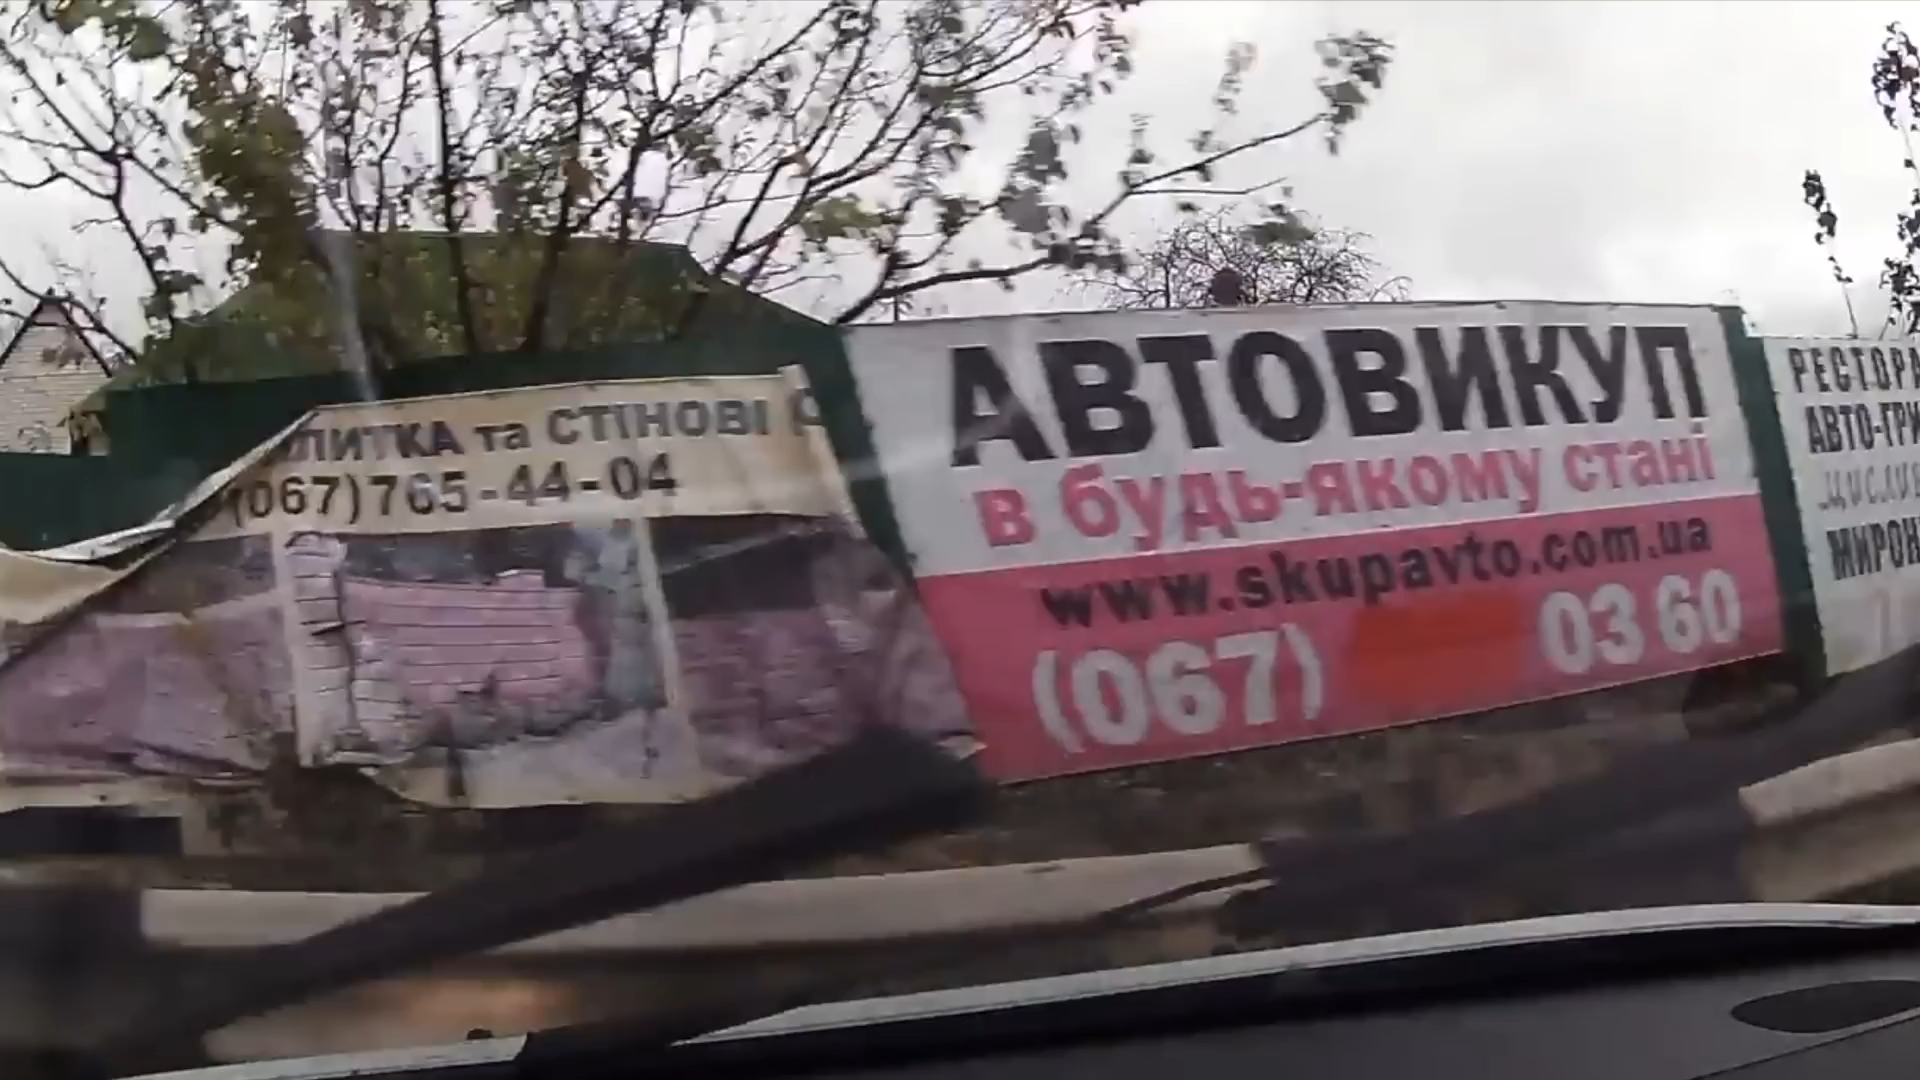 ПЛИТКА та СТІНОВІ
(067)765-44-04
АВТОВИКУП
в будь-якому стані
www.skupavto.com.ua
(067) 03 60
РЕСТОРА
АВТО-ГРИ
МИРОН